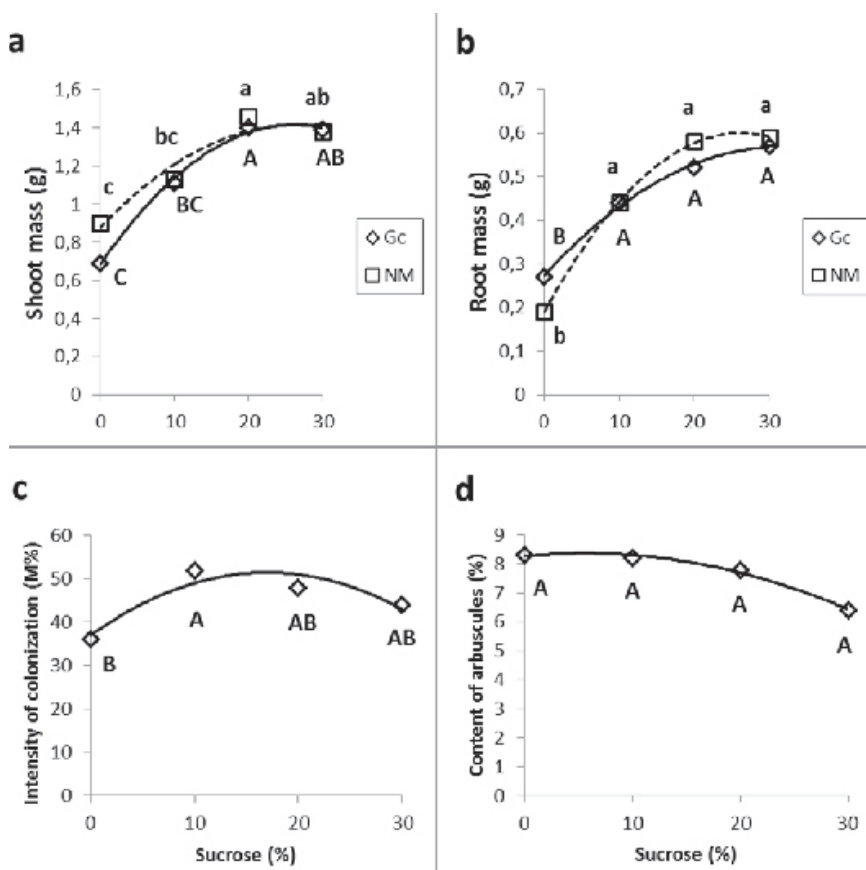 a
Shoot mass (g)
1,6
1,4
1,2
1
0,8
0,6
0,4
0,2
0
0
10
20
30
c
bc
a
ab
C
BC
A
AB
Gc
NM
b
Root mass (g)
0,7
0,6
0,5
0,4
0,3
0,2
0,1
0
0
10
20
30
b
a
a
a
B
A
A
A
Gc
NM
c
Intensity of colonization (M%)
60
50
40
30
20
10
0
0
10
20
30
B
A
AB
AB
Sucrose (%)
d
Content of arbuscules (%)
9
8
7
6
5
4
3
2
1
0
0
10
20
30
A
A
A
A
Sucrose (%)